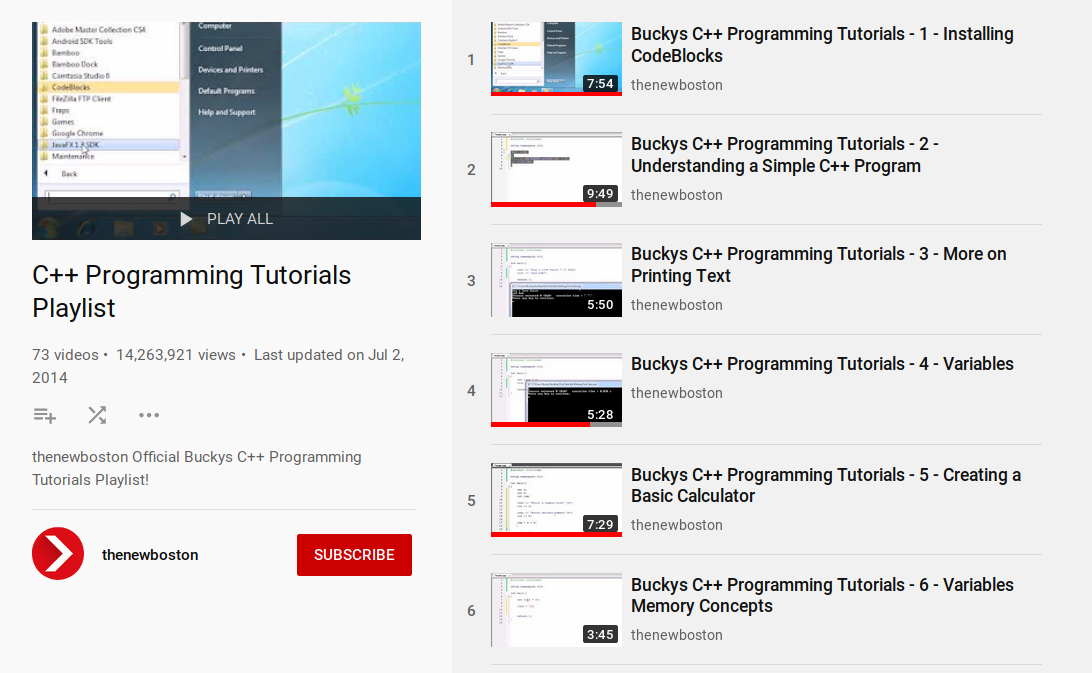 Adobe Master Collection CS4
Android SDK Tools
Bamboo
Bamboo Dock
Camtasia Studio 6
CodeBlocks
FileZilla FTP Client
Fraps
Games
Google Chrome
JavaFX 1.3 SDK
Maintenance
Back
Computer
Control Panel
Devices and Printers
Default Programs
Help and Support
PLAY ALL
C++ Programming Tutorials
Playlist
73 videos • 14,263,921 views • Last updated on Jul 2,
2014
thenewboston Official Buckys C++ Programming
Tutorials Playlist!
thenewboston
SUBSCRIBE
1
7:54
Buckys C++ Programming Tutorials - 1 - Installing
CodeBlocks
thenewboston
2
9:49
Buckys C++ Programming Tutorials - 2 -
Understanding a Simple C++ Program
thenewboston
3
5:50
Buckys C++ Programming Tutorials - 3 - More on
Printing Text
thenewboston
4
5:28
Buckys C++ Programming Tutorials - 4 - Variables
thenewboston
5
7:29
Buckys C++ Programming Tutorials - 5 - Creating a
Basic Calculator
thenewboston
6
3:45
Buckys C++ Programming Tutorials - 6 - Variables
Memory Concepts
thenewboston